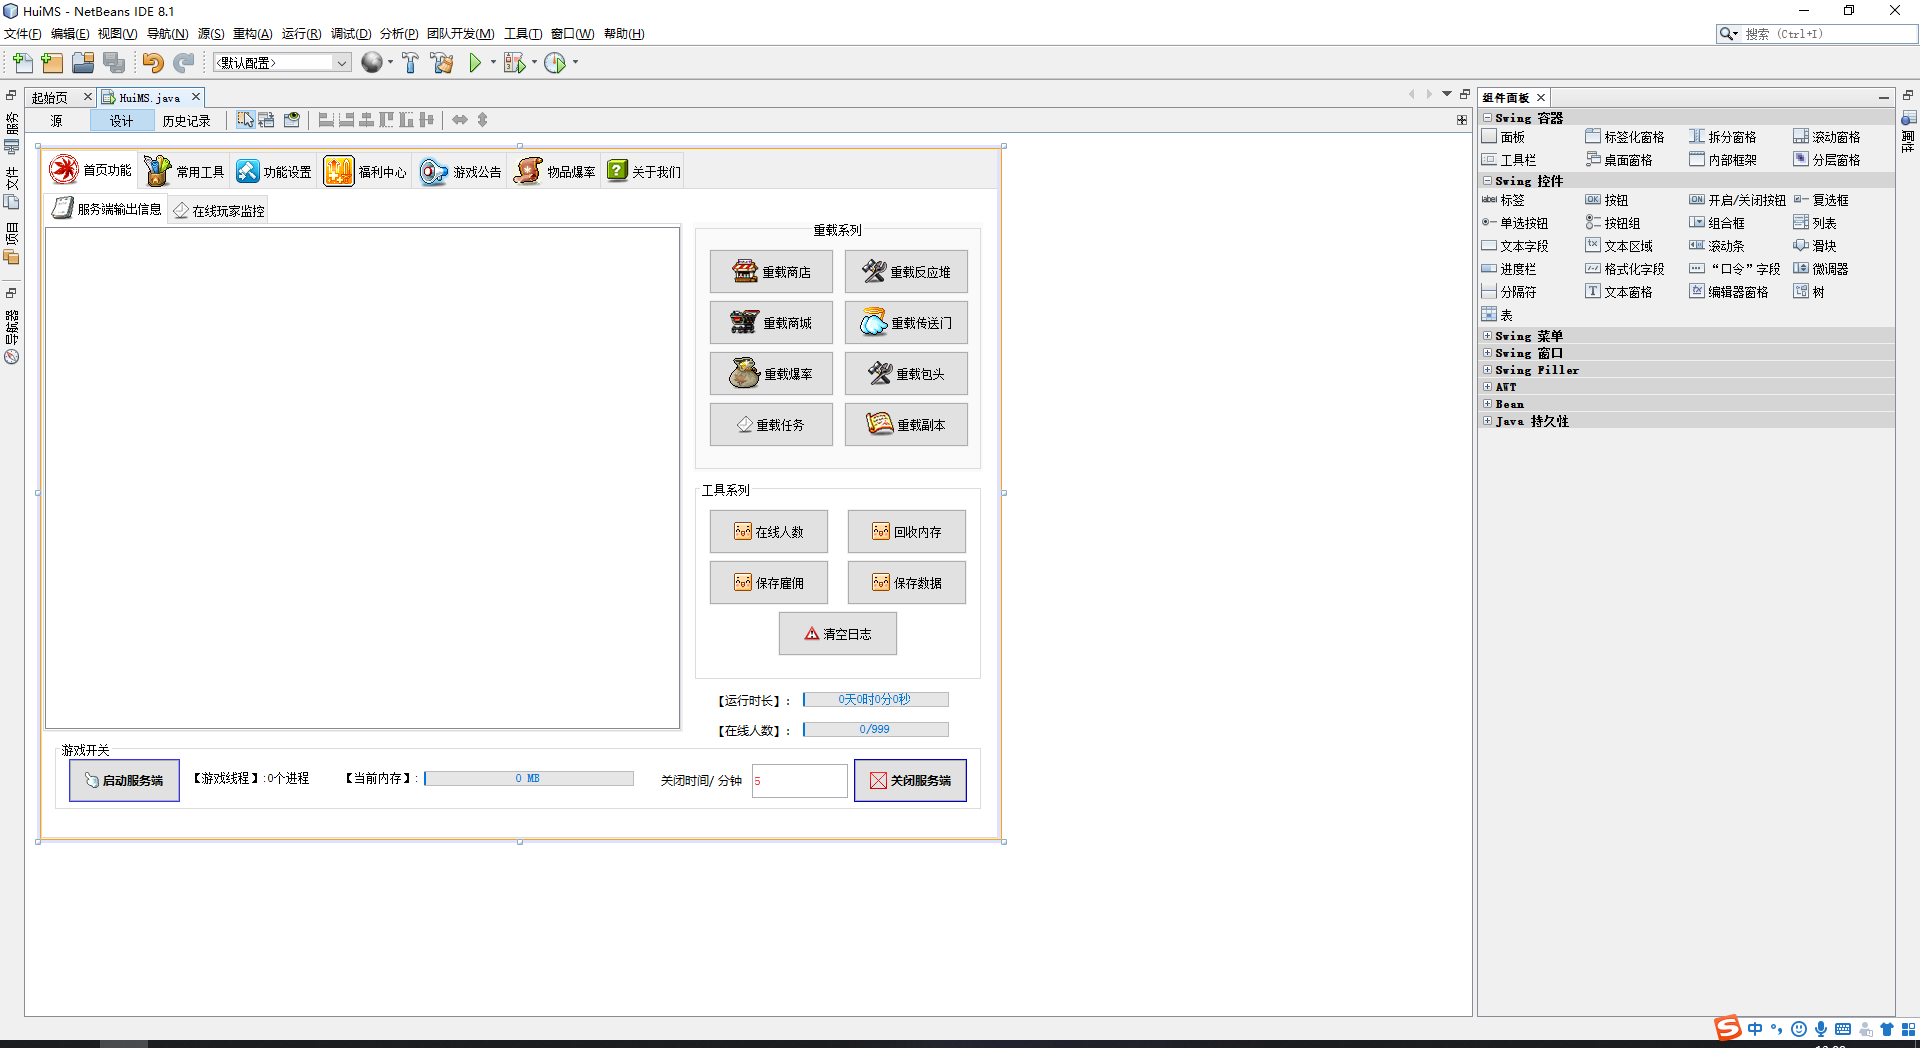 HuiMS - NetBeans IDE 8.1
文件(F) 编辑(E) 视图(V) 导航(N) 源(S) 重构(A) 运行(R) 调试(D) 分析(P) 团队开发(M) 工具(T) 窗口(W) 帮助(H)
搜索 (Ctrl+I)
<默认配置>
起始页
HuiMS.java
源 设计 历史记录
服务
文件
项目
导航器
首页功能 常用工具 功能设置 福利中心 游戏公告 物品爆率 关于我们
服务端输出信息 在线玩家监控
重载系列
重载商店 重载反应堆
重载商城 重载传送门
重载爆率 重载包头
重载任务 重载副本
工具系列
在线人数 回收内存
保存雇佣 保存数据
清空日志
【运行时长】: 0天0时0分0秒
【在线人数】: 0/999
游戏开关
启动服务端 【游戏线程】:0个进程 【当前内存】: 0 MB 关闭时间/ 分钟 5 关闭服务端
组件面板
Swing 容器
面板 标签化窗格 拆分窗格 滚动窗格
工具栏 桌面窗格 内部框架 分层窗格
Swing 控件
label 标签 OK 按钮 ON 开启/关闭按钮 复选框
单选按钮 按钮组 组合框 列表
文本字段 文本区域 滚动条 滑块
进度栏 格式化字段 “口令”字段 微调器
分隔符 文本窗格 编辑器窗格 树
表
Swing 菜单
Swing 窗口
Swing Filler
AWT
Bean
Java 持久性
属性
中